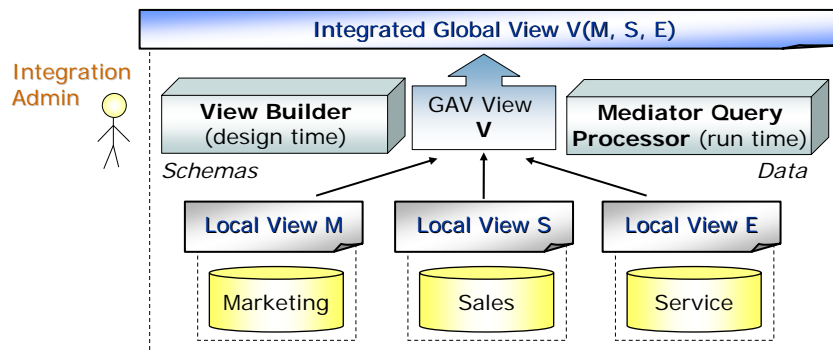 Integrated Global View V(M, S, E)
Integration
Admin
View Builder
(design time)
GAV View
V
Mediator Query
Processor (run time)
Schemas
Data
Local View M
Local View S
Local View E
Marketing
Sales
Service